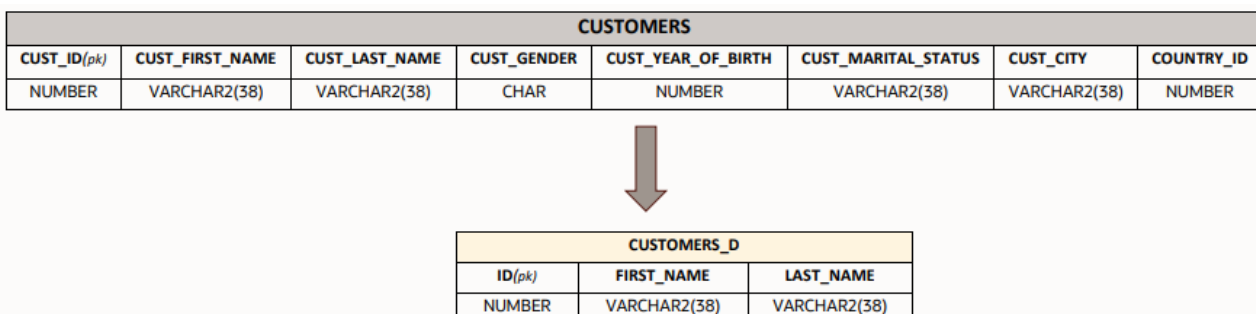 CUSTOMERS
CUST_ID(pk) CUST_FIRST_NAME CUST_LAST_NAME CUST_GENDER CUST_YEAR_OF_BIRTH CUST_MARITAL_STATUS CUST_CITY COUNTRY_ID
NUMBER VARCHAR2(38) VARCHAR2(38) CHAR NUMBER VARCHAR2(38) VARCHAR2(38) NUMBER
CUSTOMERS_D
ID(pk) FIRST_NAME LAST_NAME
NUMBER VARCHAR2(38) VARCHAR2(38)